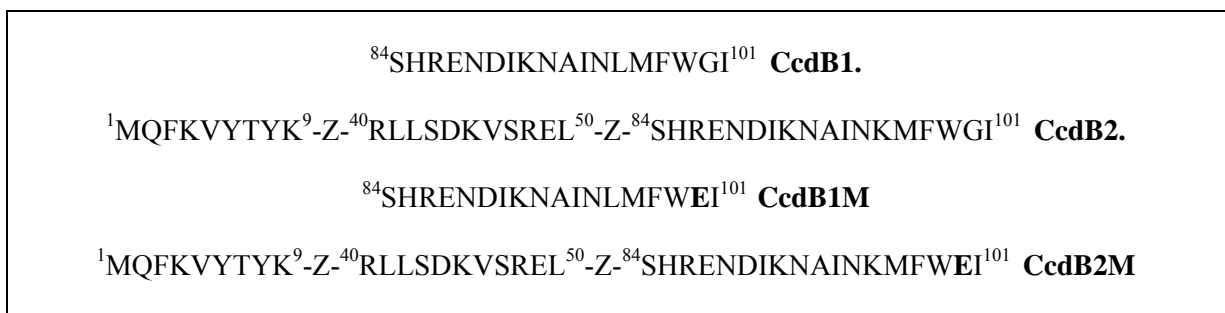 ⁸⁴SHRENDIKNAINLMFWGI¹⁰¹ CcdB1.
¹MQFKVYTYK⁹-Z-⁴⁰RLLSDKVSREL⁵⁰-Z-⁸⁴SHRENDIKNAINKMFWGI¹⁰¹ CcdB2.
⁸⁴SHRENDIKNAINLMFWEI¹⁰¹ CcdB1M
¹MQFKVYTYK⁹-Z-⁴⁰RLLSDKVSREL⁵⁰-Z-⁸⁴SHRENDIKNAINKMFWEI¹⁰¹ CcdB2M